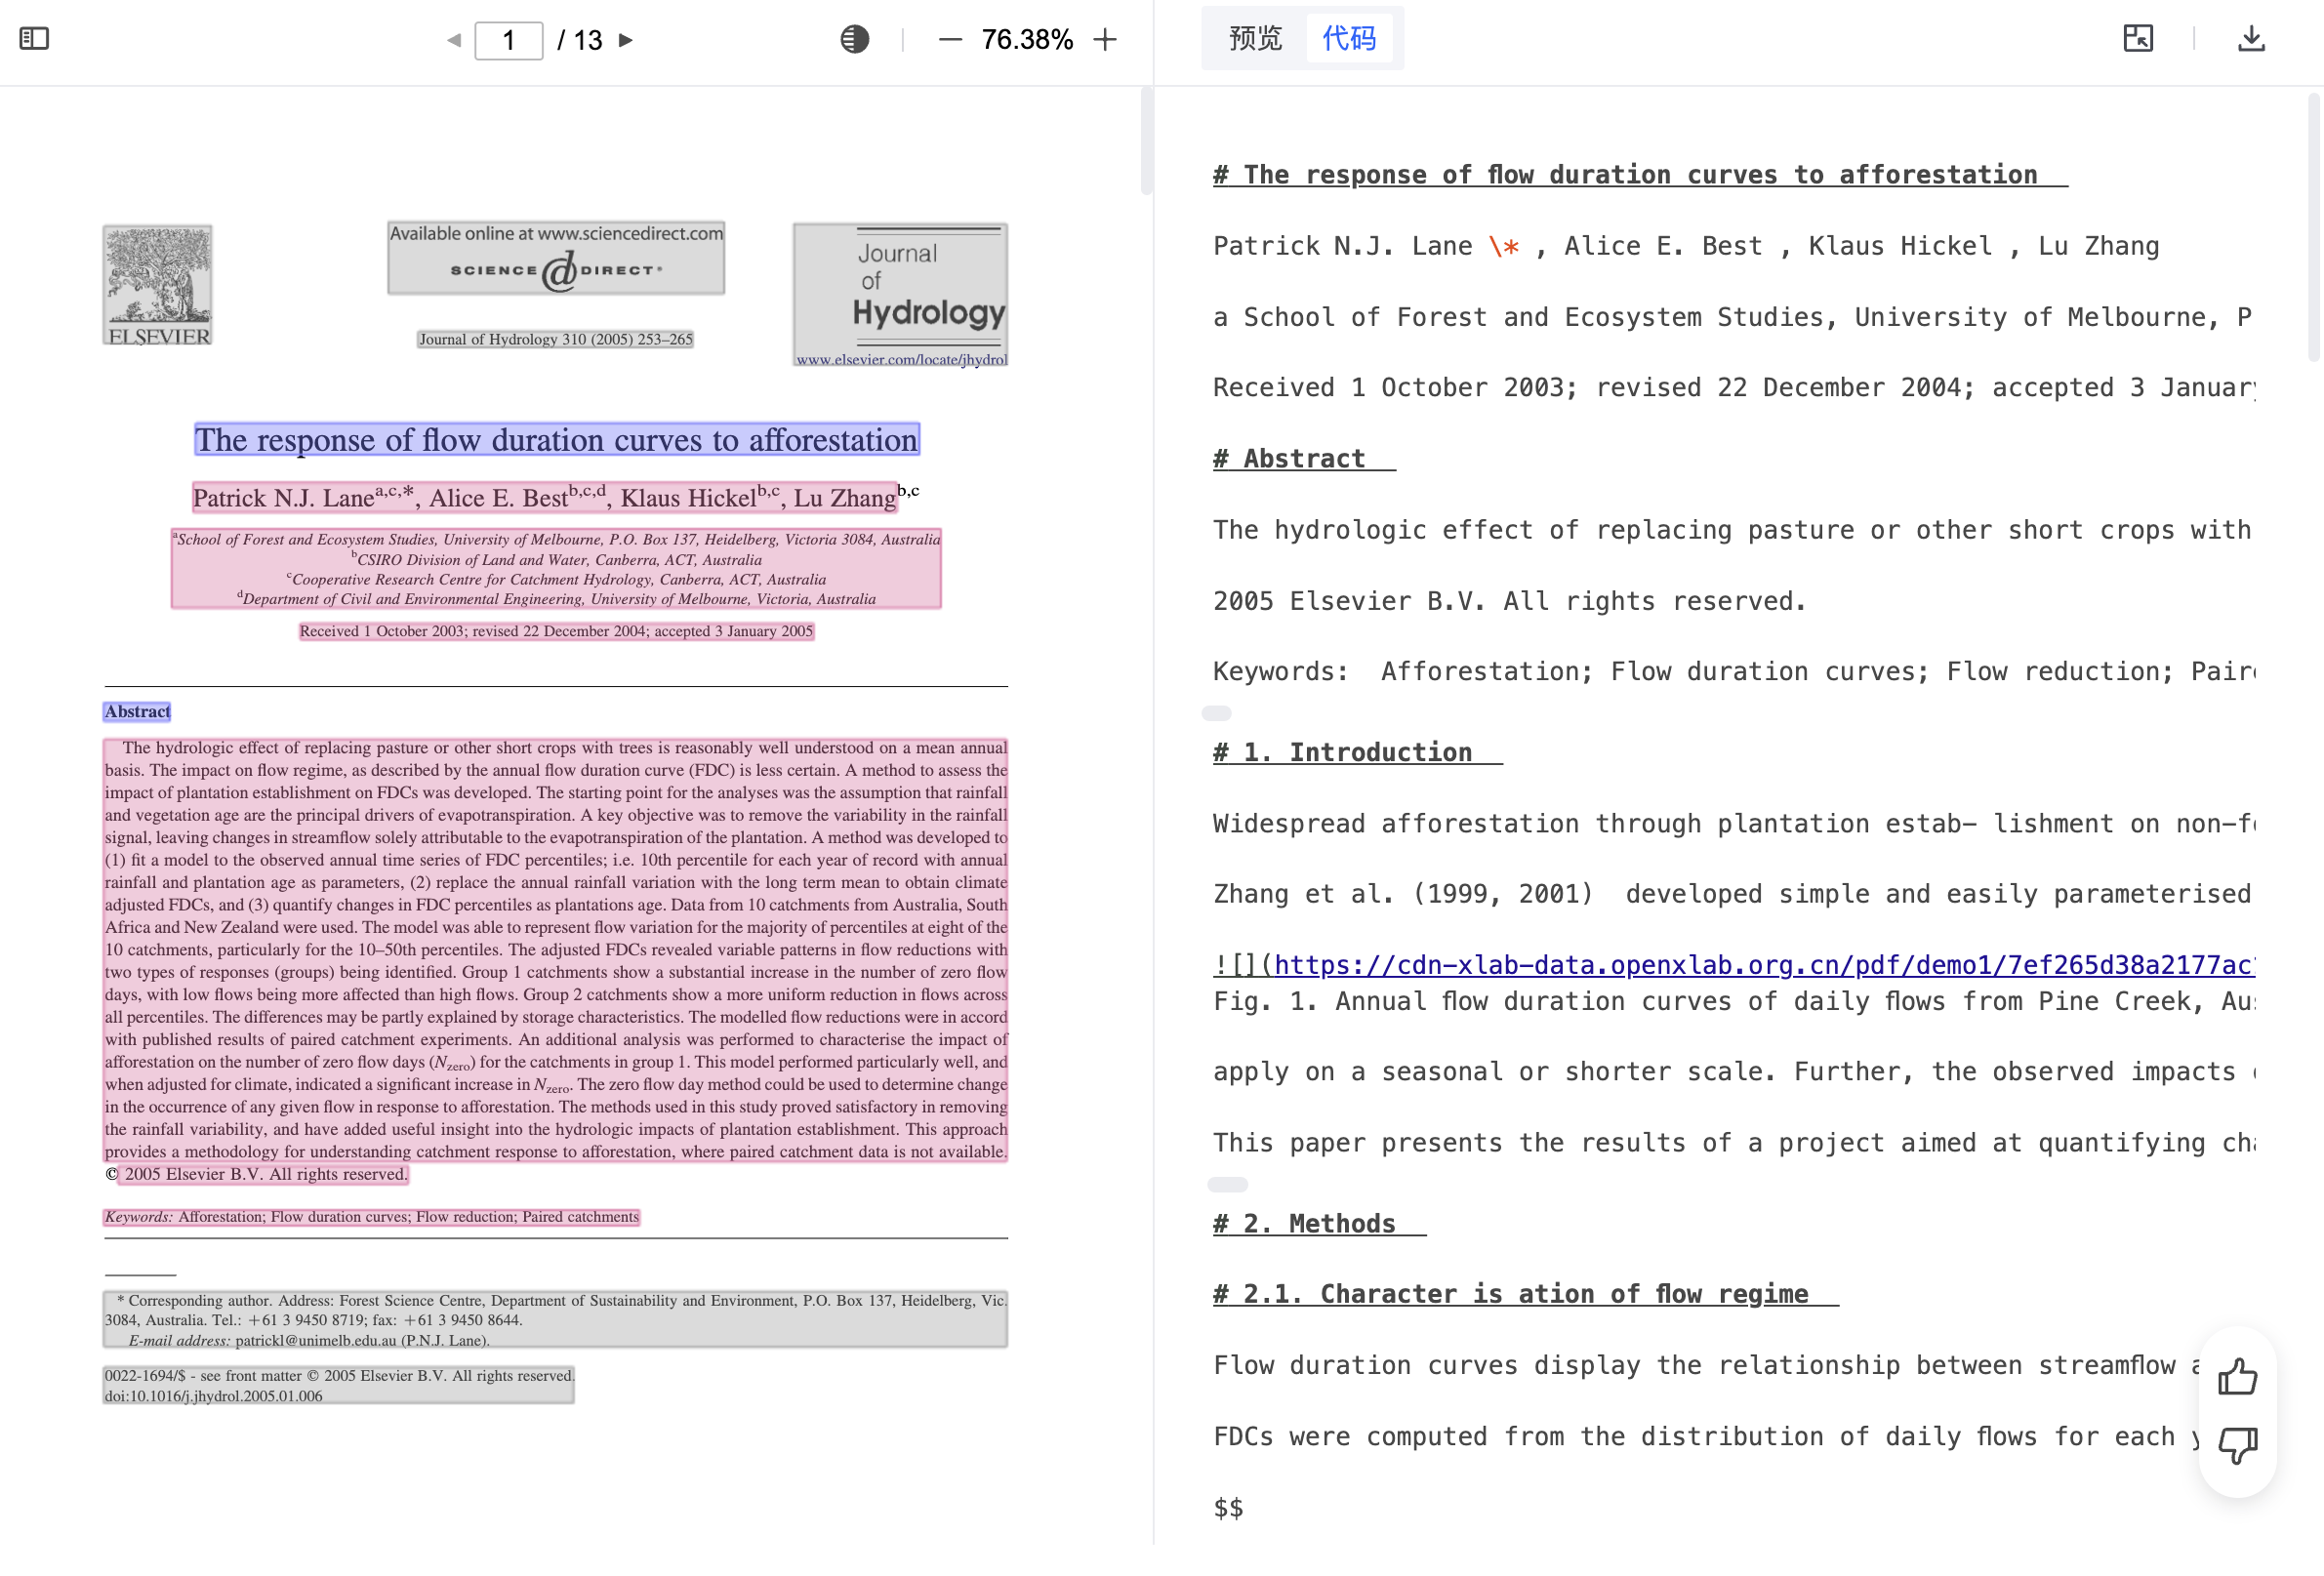 1 / 13
76.38%
预览 代码
Available online at www.sciencedirect.com
SCIENCE d DIRECT®
ELSEVIER
Journal of Hydrology 310 (2005) 253–265
Journal
of
Hydrology
www.elsevier.com/locate/jhydrol
The response of flow duration curves to afforestation
Patrick N.J. Lane a,c,*, Alice E. Best b,c,d, Klaus Hickel b,c, Lu Zhang b,c
a School of Forest and Ecosystem Studies, University of Melbourne, P.O. Box 137, Heidelberg, Victoria 3084, Australia
b CSIRO Division of Land and Water, Canberra, ACT, Australia
c Cooperative Research Centre for Catchment Hydrology, Canberra, ACT, Australia
d Department of Civil and Environmental Engineering, University of Melbourne, Victoria, Australia
Received 1 October 2003; revised 22 December 2004; accepted 3 January 2005
Abstract
The hydrologic effect of replacing pasture or other short crops with trees is reasonably well understood on a mean annual
basis. The impact on flow regime, as described by the annual flow duration curve (FDC) is less certain. A method to assess the
impact of plantation establishment on FDCs was developed. The starting point for the analyses was the assumption that rainfall
and vegetation age are the principal drivers of evapotranspiration. A key objective was to remove the variability in the rainfall
signal, leaving changes in streamflow solely attributable to the evapotranspiration of the plantation. A method was developed to
(1) fit a model to the observed annual time series of FDC percentiles; i.e. 10th percentile for each year of record with annual
rainfall and plantation age as parameters, (2) replace the annual rainfall variation with the long term mean to obtain climate
adjusted FDCs, and (3) quantify changes in FDC percentiles as plantations age. Data from 10 catchments from Australia, South
Africa and New Zealand were used. The model was able to represent flow variation for the majority of percentiles at eight of the
10 catchments, particularly for the 10–50th percentiles. The adjusted FDCs revealed variable patterns in flow reductions with
two types of responses (groups) being identified. Group 1 catchments show a substantial increase in the number of zero flow
days, with low flows being more affected than high flows. Group 2 catchments show a more uniform reduction in flows across
all percentiles. The differences may be partly explained by storage characteristics. The modelled flow reductions were in accord
with published results of paired catchment experiments. An additional analysis was performed to characterise the impact of
afforestation on the number of zero flow days (Nzero) for the catchments in group 1. This model performed particularly well, and
when adjusted for climate, indicated a significant increase in Nzero. The zero flow day method could be used to determine change
in the occurrence of any given flow in response to afforestation. The methods used in this study proved satisfactory in removing
the rainfall variability, and have added useful insight into the hydrologic impacts of plantation establishment. This approach
provides a methodology for understanding catchment response to afforestation, where paired catchment data is not available.
© 2005 Elsevier B.V. All rights reserved.
Keywords: Afforestation; Flow duration curves; Flow reduction; Paired catchments
* Corresponding author. Address: Forest Science Centre, Department of Sustainability and Environment, P.O. Box 137, Heidelberg, Vic.
3084, Australia. Tel.: +61 3 9450 8719; fax: +61 3 9450 8644.
E-mail address: patrickl@unimelb.edu.au (P.N.J. Lane).
0022-1694/$ - see front matter © 2005 Elsevier B.V. All rights reserved.
doi:10.1016/j.jhydrol.2005.01.006
# The response of flow duration curves to afforestation
Patrick N.J. Lane \* , Alice E. Best , Klaus Hickel , Lu Zhang
a School of Forest and Ecosystem Studies, University of Melbourne, P
Received 1 October 2003; revised 22 December 2004; accepted 3 January
# Abstract
The hydrologic effect of replacing pasture or other short crops with
2005 Elsevier B.V. All rights reserved.
Keywords: Afforestation; Flow duration curves; Flow reduction; Paire
# 1. Introduction
Widespread afforestation through plantation estab- lishment on non-f
Zhang et al. (1999, 2001) developed simple and easily parameterised
![](https://cdn-xlab-data.openxlab.org.cn/pdf/demo1/7ef265d38a2177ac
Fig. 1. Annual flow duration curves of daily flows from Pine Creek, Aus
apply on a seasonal or shorter scale. Further, the observed impacts
This paper presents the results of a project aimed at quantifying cha
# 2. Methods
# 2.1. Character is ation of flow regime
Flow duration curves display the relationship between streamflow a
FDCs were computed from the distribution of daily flows for each y
$$